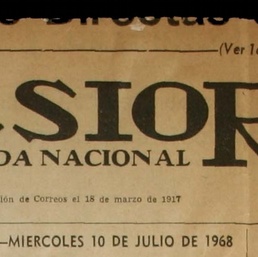 Directas
(Ver 1
SIOR
DA NACIONAL
ión de Correos el 18 de marzo de 1917
—MIERCOLES 10 DE JULIO DE 1968